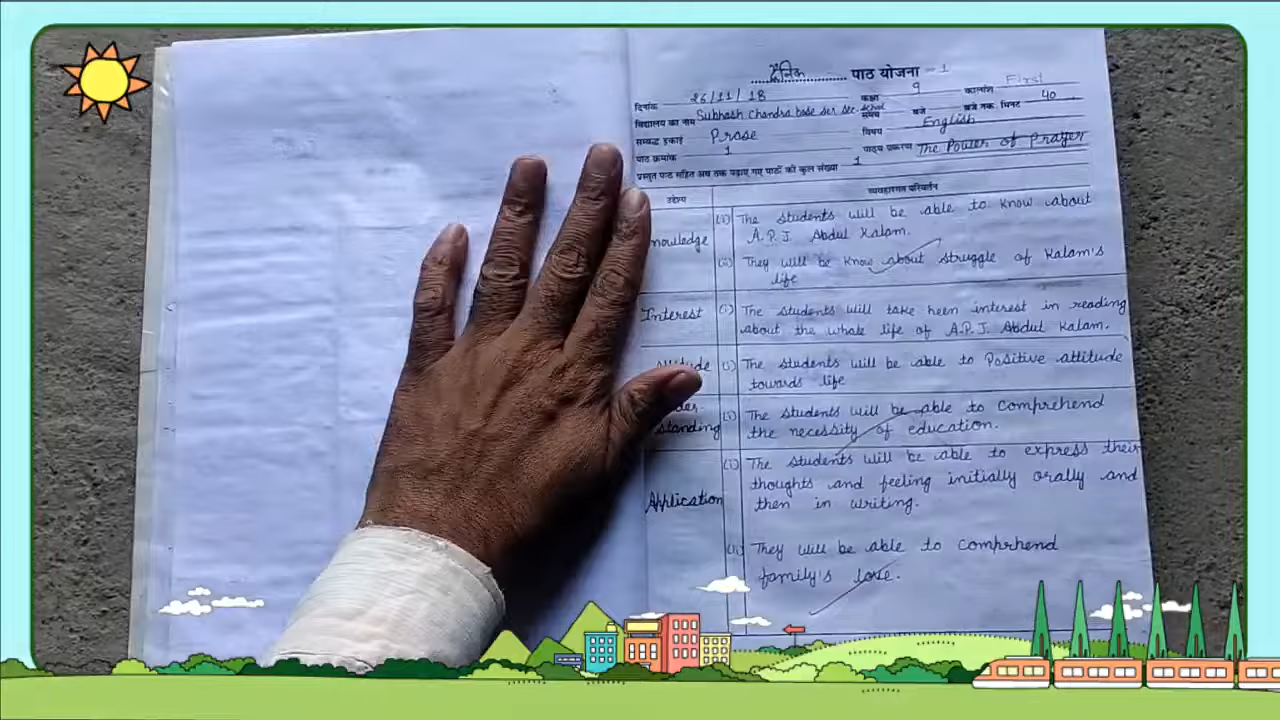 दैनिक पाठ योजना - 1
दिनांक 26/11/18 कक्षा 9 कालांश First
विद्यालय का नाम Subhash Chandra bose ser sec. school समय बजे बजे तक मिनट 40
सम्बद्ध इकाई Prose विषय English
पाठ क्रमांक 1 पाठ्य प्रकरण The Power of Prayer
प्रस्तुत पाठ सहित अब तक पढ़ाए गए पाठों की कुल संख्या 1
उद्देश्य व्यवहारगत परिवर्तन
nowledge (i) The students will be able to know about
A.P.J. Abdul Kalam.
(ii) They will be know about struggle of Kalam's
life
Interest (i) The students will take keen interest in reading
about the whole life of A.P.J. Abdul Kalam.
(i) The students will be able to Positive attitude
towards life
(i) The students will be able to comprehend
standing the necessity of education.
(i) The students will be able to express their
Application thoughts and feeling initially orally and
then in writing.
(ii) They will be able to comprhend
family's love.